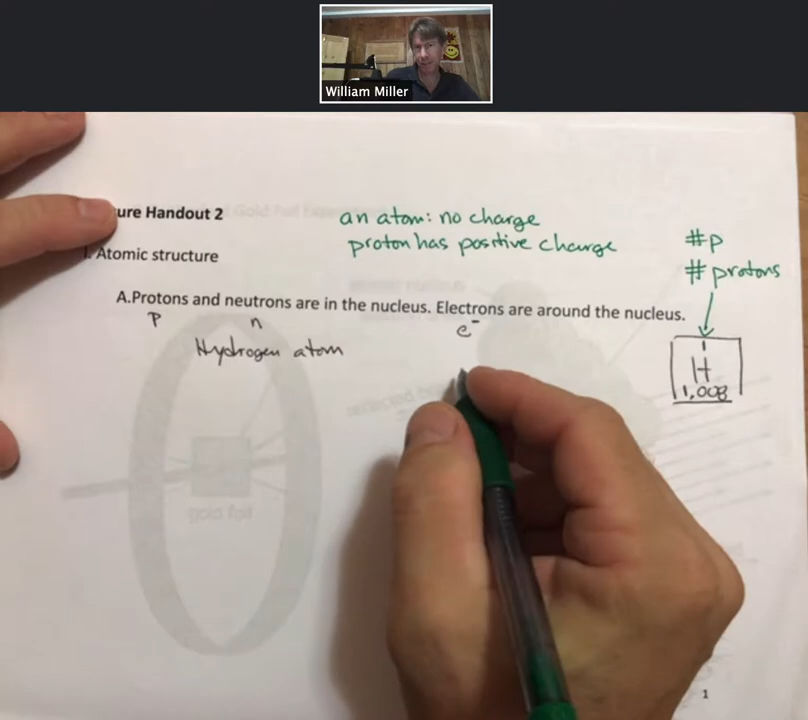 William Miller
ure Handout 2
an atom: no charge
proton has positive charge
#p
# protons
I. Atomic structure
A.Protons and neutrons are in the nucleus. Electrons are around the nucleus.
p n e⁻
Hydrogen atom
1
H
1.008
gold foil
1